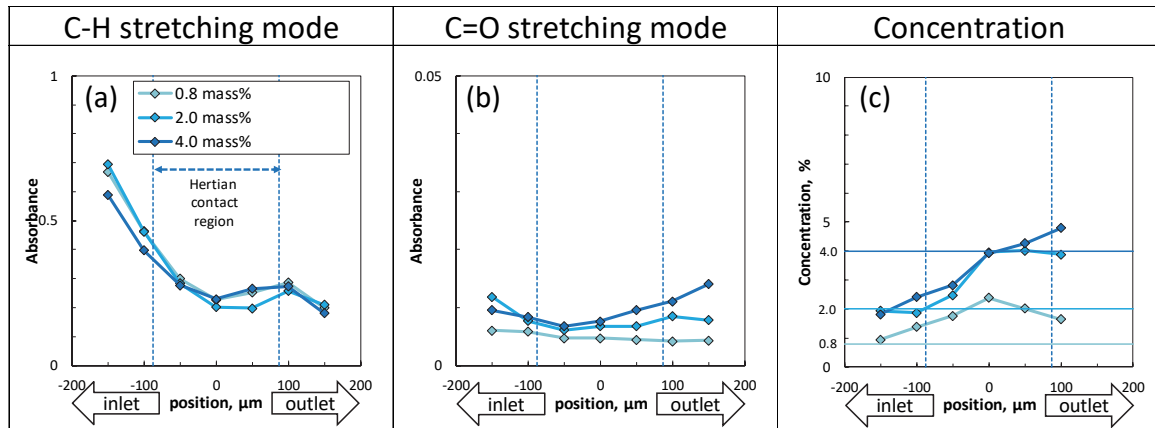 C-H stretching mode
C=O stretching mode
Concentration
1
0.5
0
Absorbance
(a)
0.8 mass%
2.0 mass%
4.0 mass%
Hertian
contact
region
-200 -100 0 100 200
inlet position, μm outlet
0.05
0
Absorbance
(b)
-200 -100 0 100 200
inlet position, μm outlet
10
5
4.0
2.0
0.8
0
Concentration, %
(c)
-200 -100 0 100 200
inlet position, μm outlet